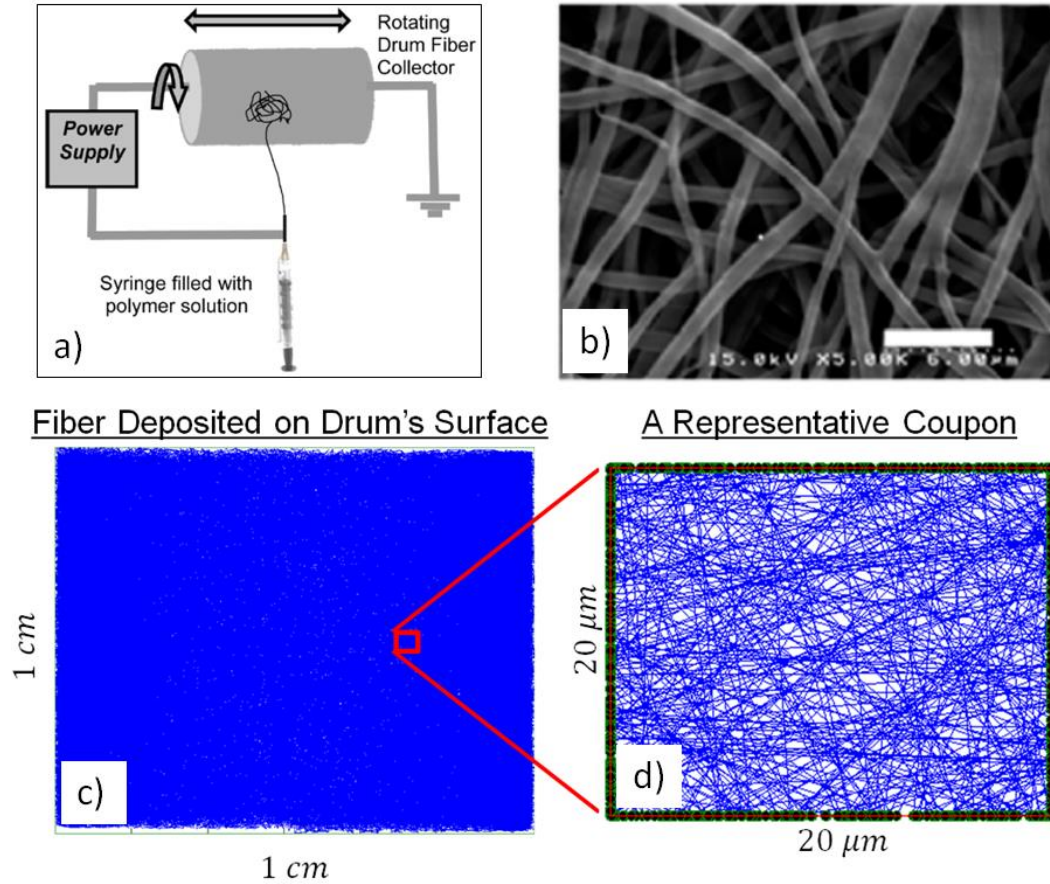 Rotating
Drum Fiber
Collector
Power
Supply
Syringe filled with
polymer solution
a)
b)
15.0kV X5.00K 6.00µm
Fiber Deposited on Drum's Surface
A Representative Coupon
1 cm
20 µm
c)
d)
1 cm
20 µm